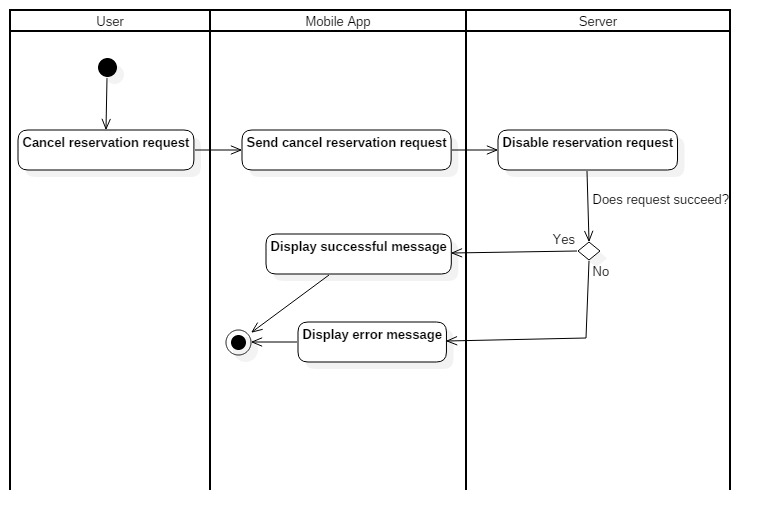 User
Mobile App
Server
Cancel reservation request
Send cancel reservation request
Disable reservation request
Does request succeed?
Yes
Display successful message
No
Display error message